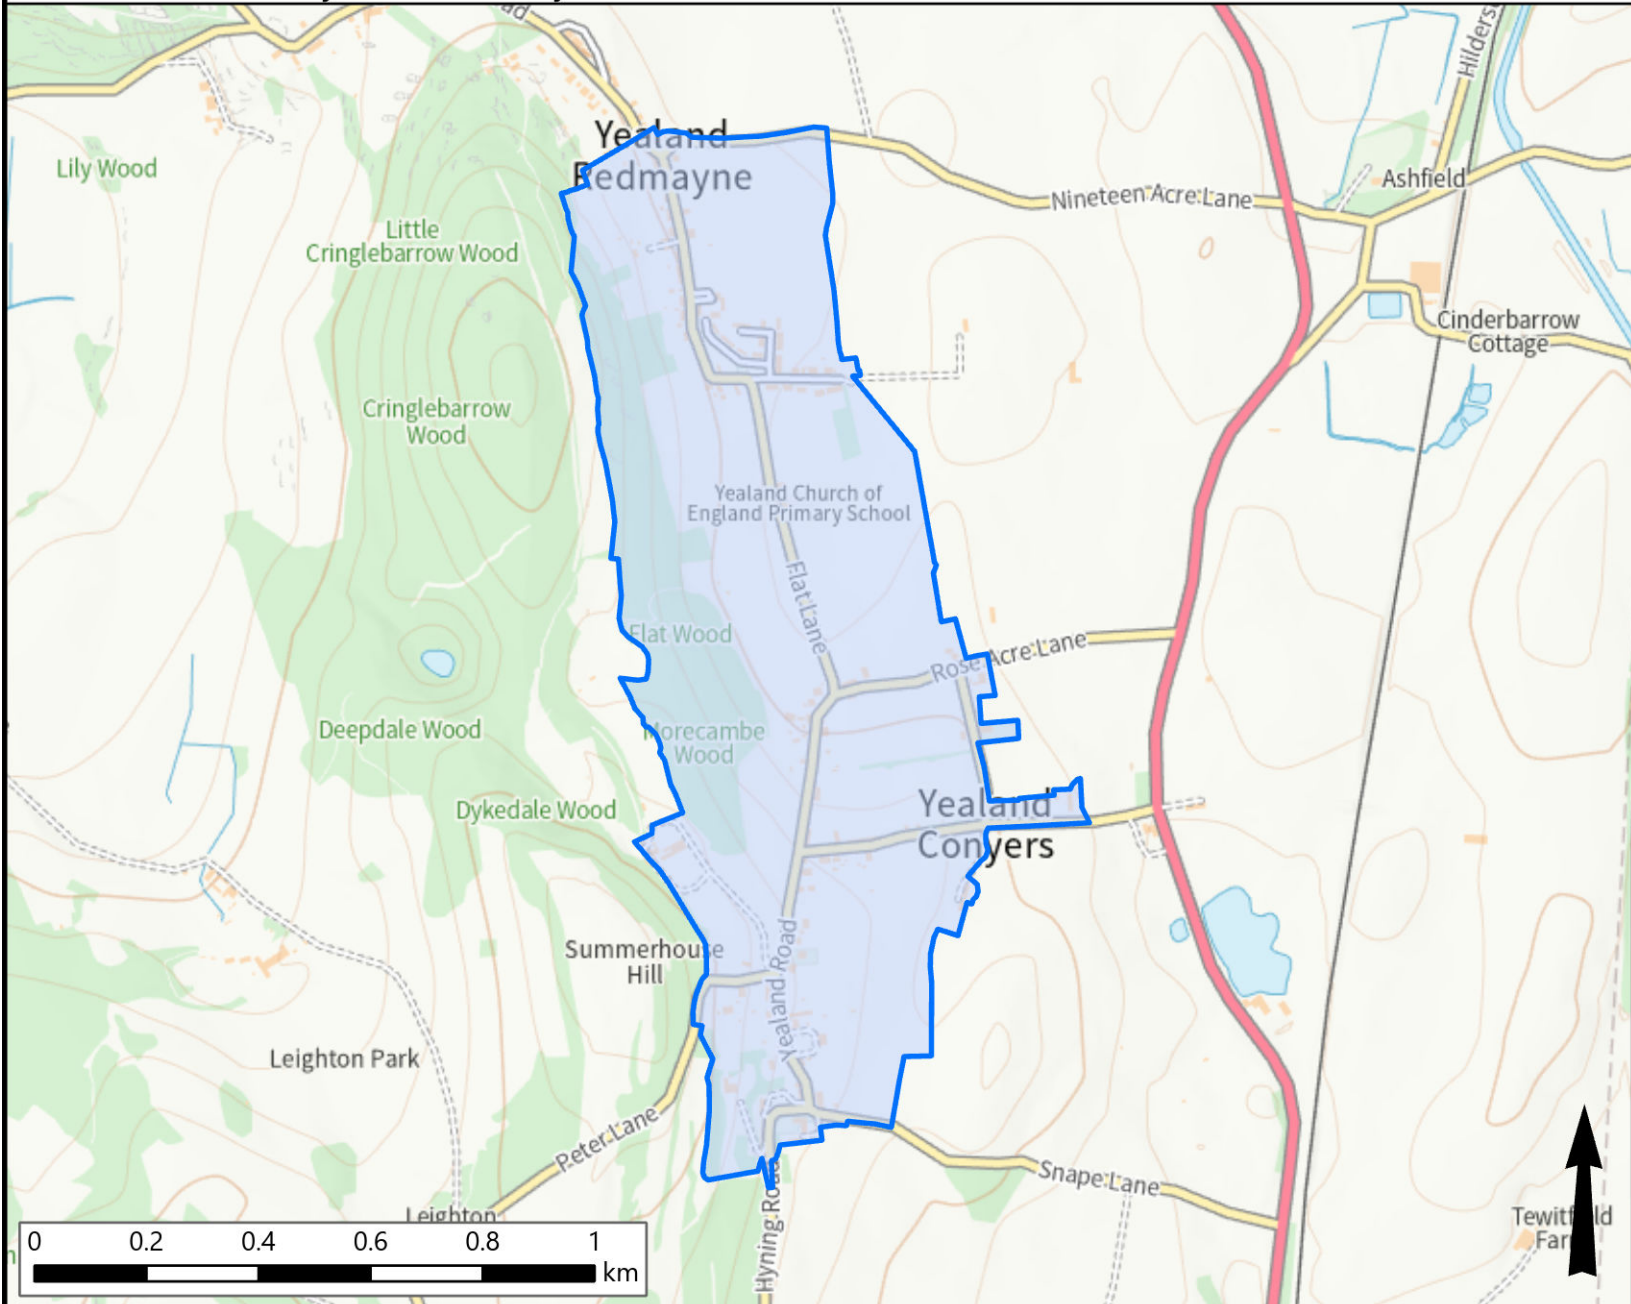 Yealand
Redmayne
Lily Wood
Ashfield
Nineteen Acre Lane
Little
Cringlebarrow Wood
Cinderbarrow
Cottage
Cringlebarrow
Wood
Yealand Church of
England Primary School
Flat Lane
Flat Wood
Rose Acre Lane
Deepdale Wood
Morecambe
Wood
Dykedale Wood
Yealand
Conyers
Summerhouse
Hill
Yealand Road
Leighton Park
Peter Lane
Snape Lane
Leighton
Hyning Road
0 0.2 0.4 0.6 0.8 1
km